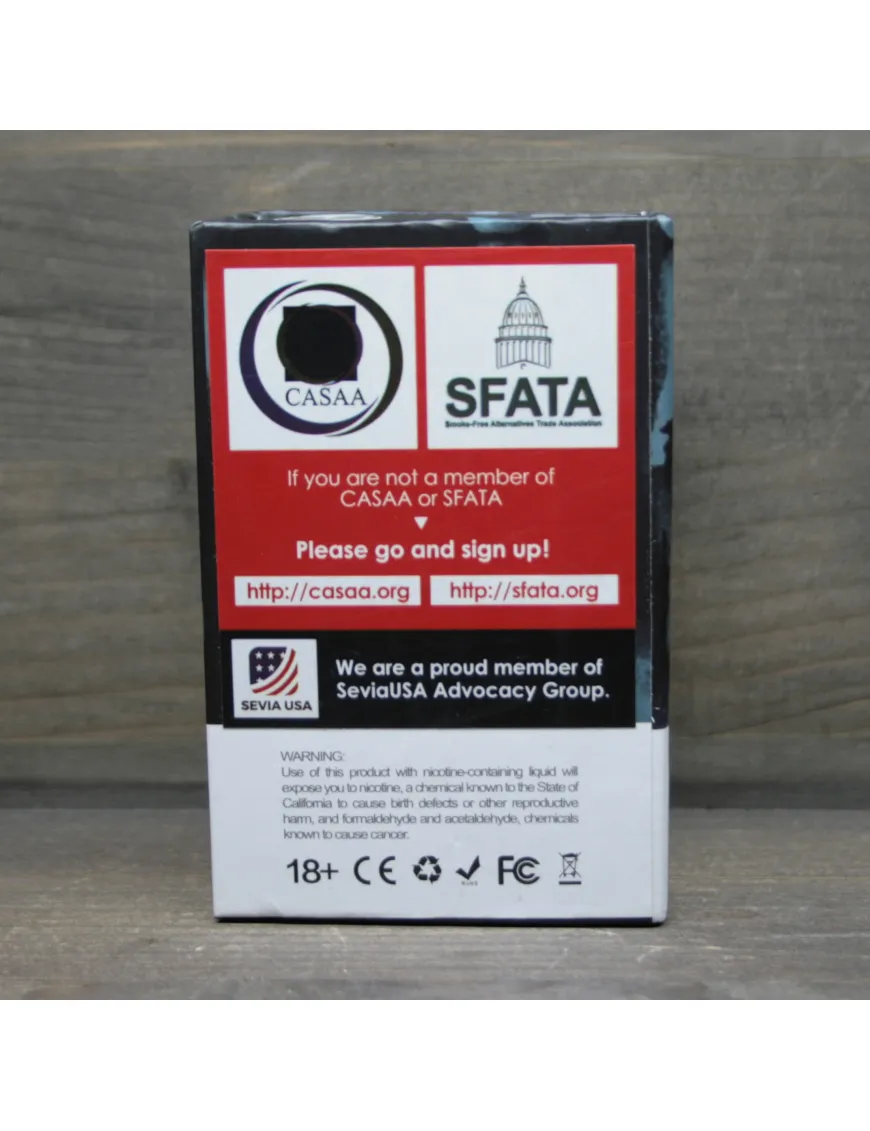 CASAA
SFATA
Smoke-Free Alternatives Trade Association
If you are not a member of
CASAA or SFATA
Please go and sign up!
http://casaa.org
http://sfata.org
SEVIA USA
We are a proud member of
SeviaUSA Advocacy Group.
WARNING:
Use of this product with nicotine-containing liquid will
expose you to nicotine, a chemical known to the State of
California to cause birth defects or other reproductive
harm, and formaldehyde and acetaldehyde, chemicals
known to cause cancer.
18+ CE FC